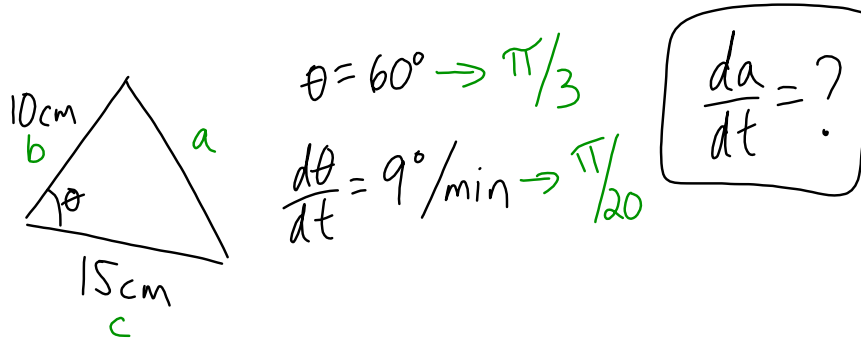 θ = 60° → π/3
da/dt = ?
10cm
b
a
θ
dθ/dt = 9°/min → π/20
15cm
c